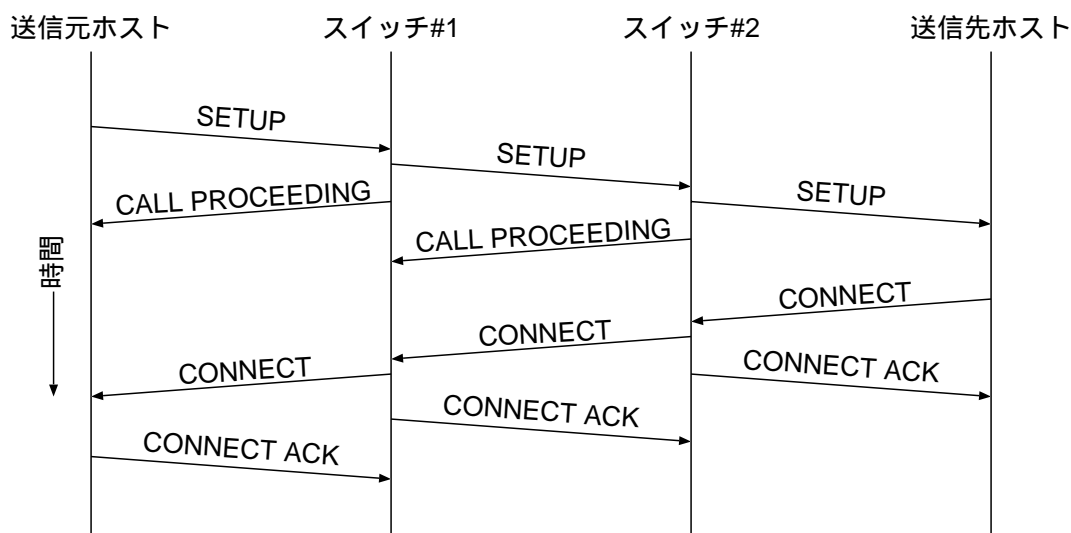 送信元ホスト
スイッチ#1
スイッチ#2
送信先ホスト
SETUP
SETUP
SETUP
CALL PROCEEDING
CALL PROCEEDING
時間
CONNECT
CONNECT
CONNECT
CONNECT ACK
CONNECT ACK
CONNECT ACK